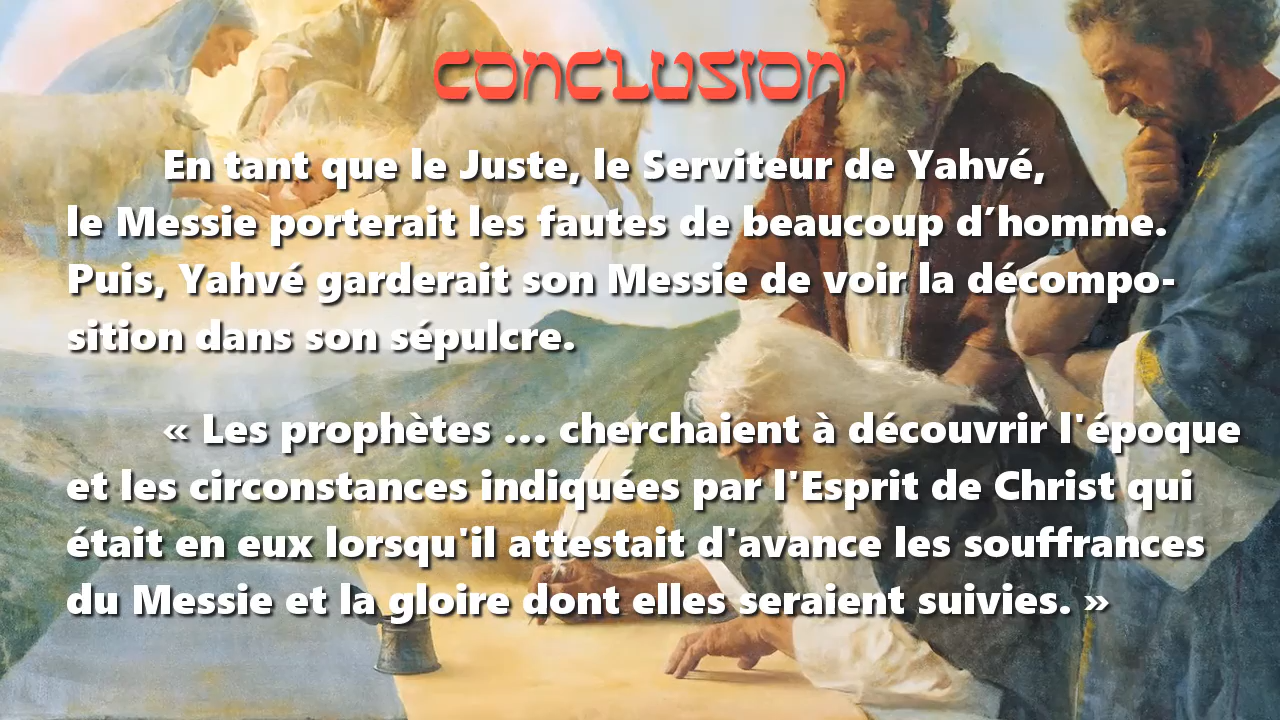 CONCLUSION
En tant que le Juste, le Serviteur de Yahvé,
le Messie porterait les fautes de beaucoup d’homme.
Puis, Yahvé garderait son Messie de voir la décompo-
sition dans son sépulcre.
« Les prophètes ... cherchaient à découvrir l'époque
et les circonstances indiquées par l'Esprit de Christ qui
était en eux lorsqu'il attestait d'avance les souffrances
du Messie et la gloire dont elles seraient suivies. »